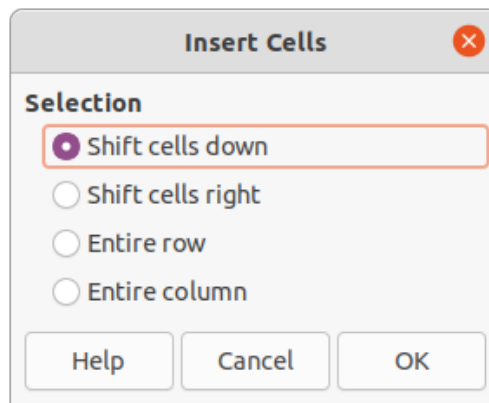 Insert Cells
Selection
Shift cells down
Shift cells right
Entire row
Entire column
Help Cancel OK